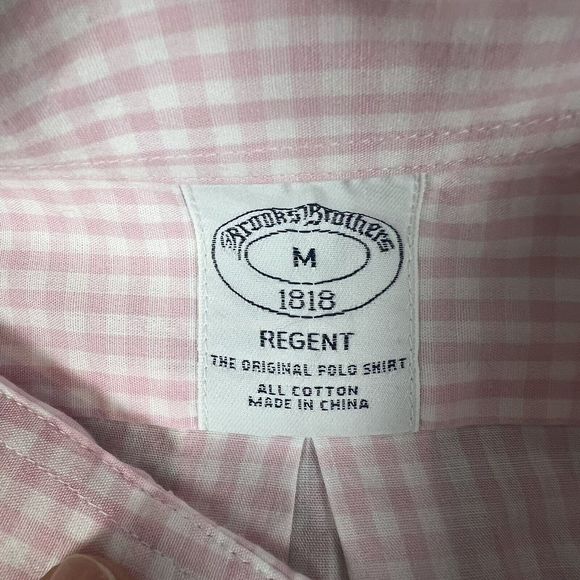 Brooks Brothers
M
1818
REGENT
THE ORIGINAL POLO SHIRT
ALL COTTON
MADE IN CHINA